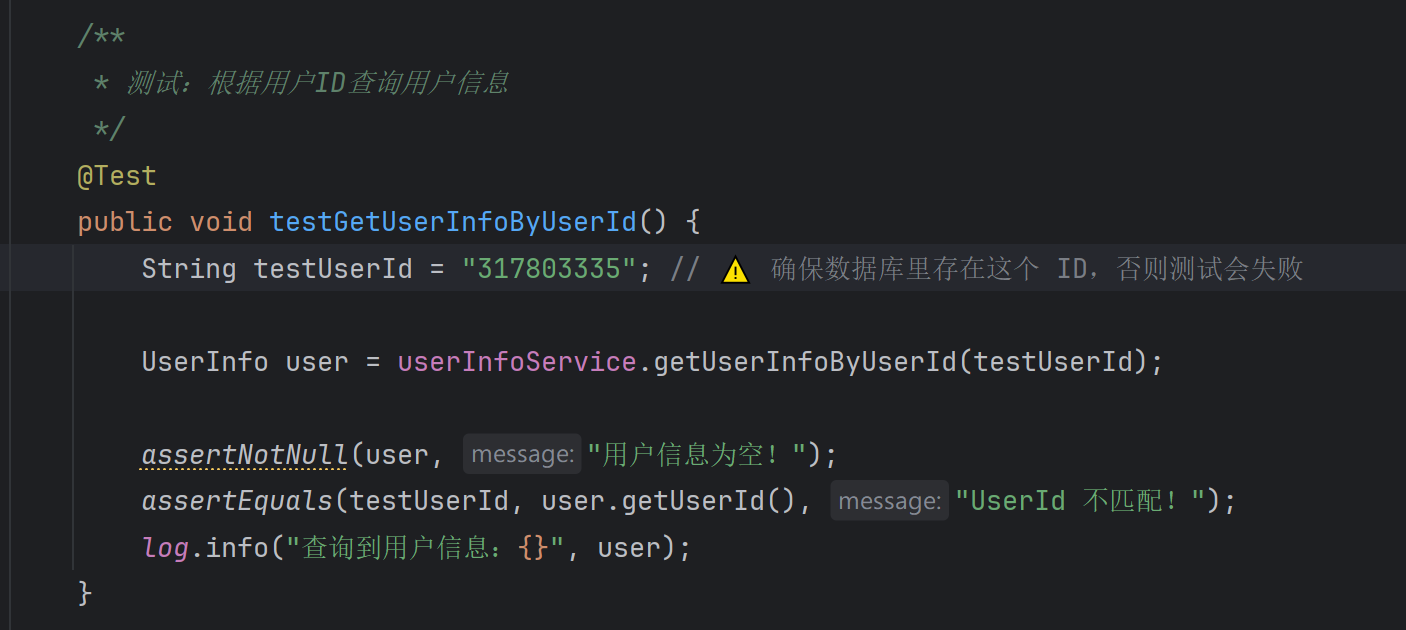 /**
 * 测试：根据用户ID查询用户信息
 */
@Test
public void testGetUserInfoByUserId() {
    String testUserId = "317803335"; // ⚠️ 确保数据库里存在这个 ID，否则测试会失败
    UserInfo user = userInfoService.getUserInfoByUserId(testUserId);
    assertNotNull(user, message: "用户信息为空！");
    assertEquals(testUserId, user.getUserId(), message: "UserId 不匹配！");
    log.info("查询到用户信息：{}", user);
}